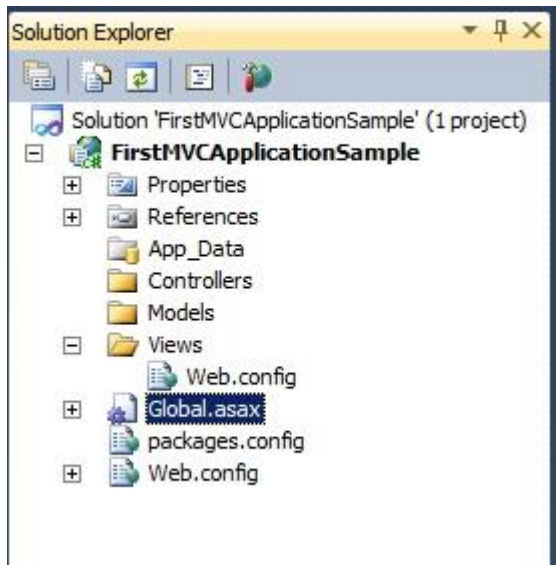 Solution Explorer
Solution 'FirstMVCApplicationSample' (1 project)
FirstMVCApplicationSample
Properties
References
App_Data
Controllers
Models
Views
Web.config
Global.asax
packages.config
Web.config